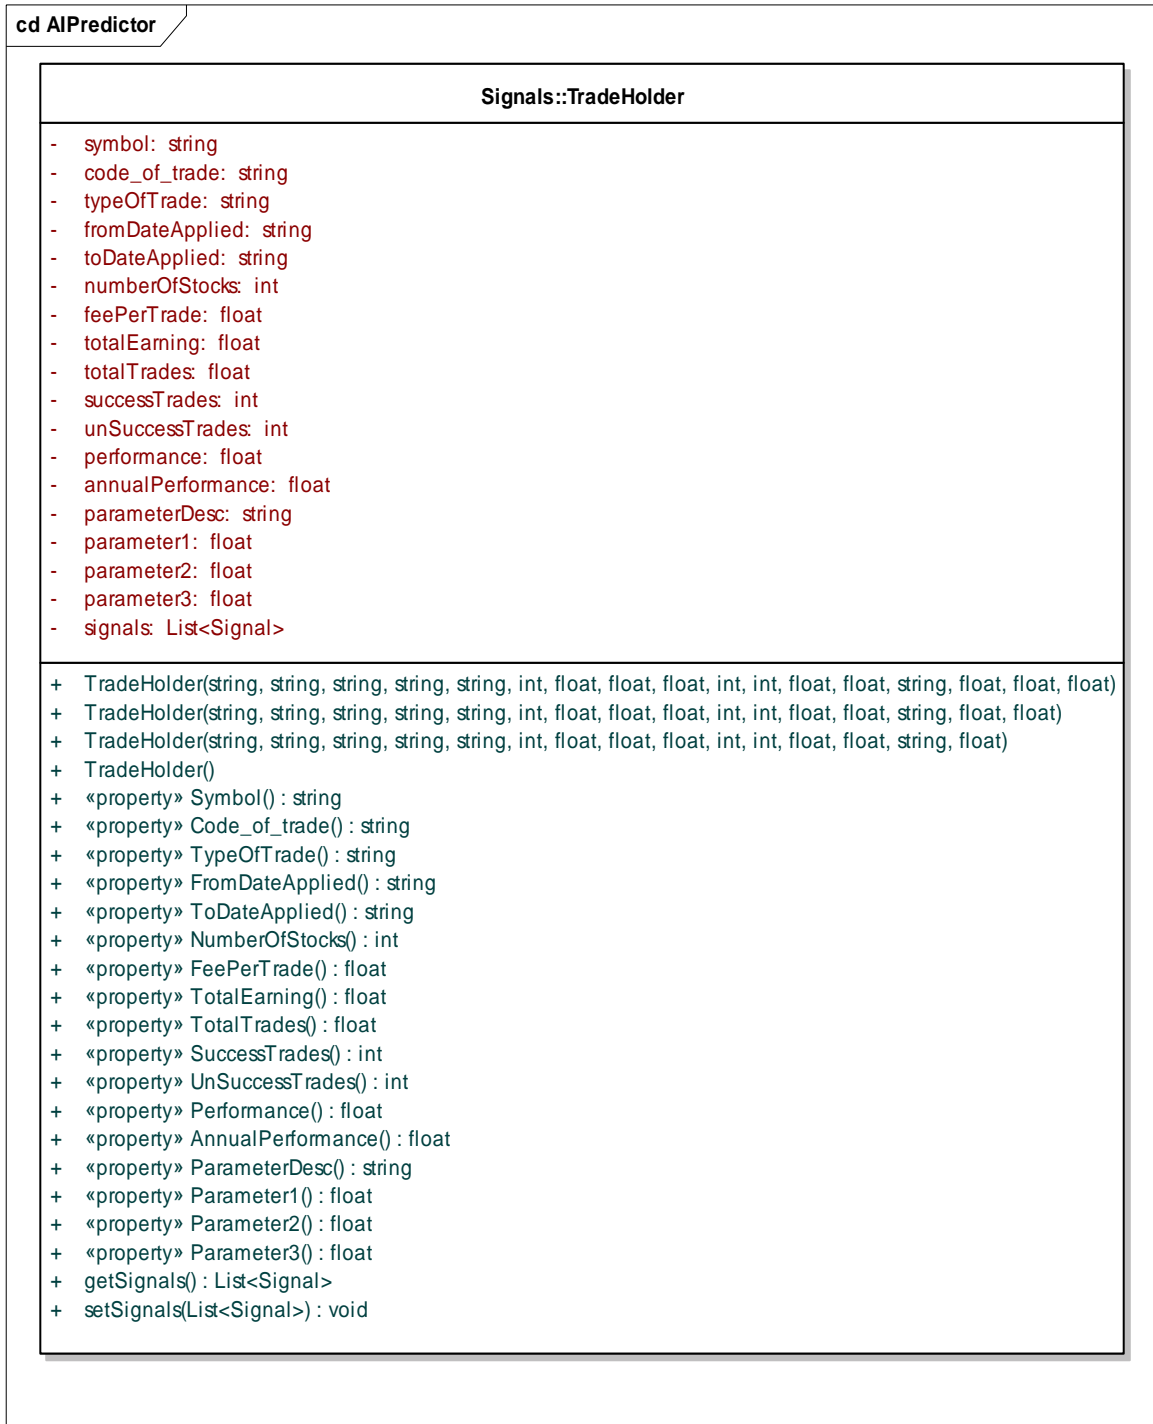 cd AIPredictor
Signals::TradeHolder
- symbol: string
- code_of_trade: string
- typeOfTrade: string
- fromDateApplied: string
- toDateApplied: string
- numberOfStocks: int
- feePerTrade: float
- totalEarning: float
- totalTrades: float
- successTrades: int
- unSuccessTrades: int
- performance: float
- annualPerformance: float
- parameterDesc: string
- parameter1: float
- parameter2: float
- parameter3: float
- signals: List<Signal>
+ TradeHolder(string, string, string, string, string, int, float, float, float, int, int, float, float, string, float, float, float)
+ TradeHolder(string, string, string, string, string, int, float, float, float, int, int, float, float, string, float, float)
+ TradeHolder(string, string, string, string, string, int, float, float, float, int, int, float, float, string, float)
+ TradeHolder()
+ «property» Symbol() : string
+ «property» Code_of_trade() : string
+ «property» TypeOfTrade() : string
+ «property» FromDateApplied() : string
+ «property» ToDateApplied() : string
+ «property» NumberOfStocks() : int
+ «property» FeePerTrade() : float
+ «property» TotalEarning() : float
+ «property» TotalTrades() : float
+ «property» SuccessTrades() : int
+ «property» UnSuccessTrades() : int
+ «property» Performance() : float
+ «property» AnnualPerformance() : float
+ «property» ParameterDesc() : string
+ «property» Parameter1() : float
+ «property» Parameter2() : float
+ «property» Parameter3() : float
+ getSignals() : List<Signal>
+ setSignals(List<Signal>) : void